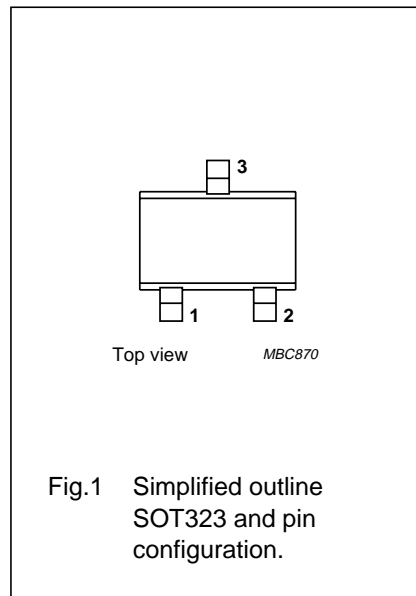 3
1 2
Top view MBC870
Fig.1 Simplified outline
SOT323 and pin
configuration.